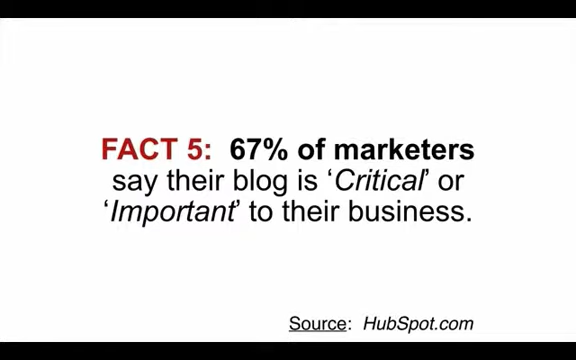 FACT 5: 67% of marketers
say their blog is ‘Critical’ or
‘Important’ to their business.
Source: HubSpot.com